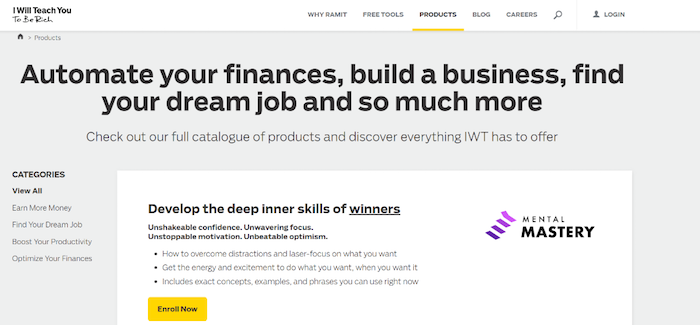 I Will Teach You
To Be Rich
WHY RAMIT FREE TOOLS PRODUCTS BLOG CAREERS LOGIN
> Products
Automate your finances, build a business, find
your dream job and so much more
Check out our full catalogue of products and discover everything IWT has to offer
CATEGORIES
View All
Earn More Money
Find Your Dream Job
Boost Your Productivity
Optimize Your Finances
Develop the deep inner skills of winners
Unshakeable confidence. Unwavering focus.
Unstoppable motivation. Unbeatable optimism.
• How to overcome distractions and laser-focus on what you want
• Get the energy and excitement to do what you want, when you want it
• Includes exact concepts, examples, and phrases you can use right now
Enroll Now
MENTAL
MASTERY